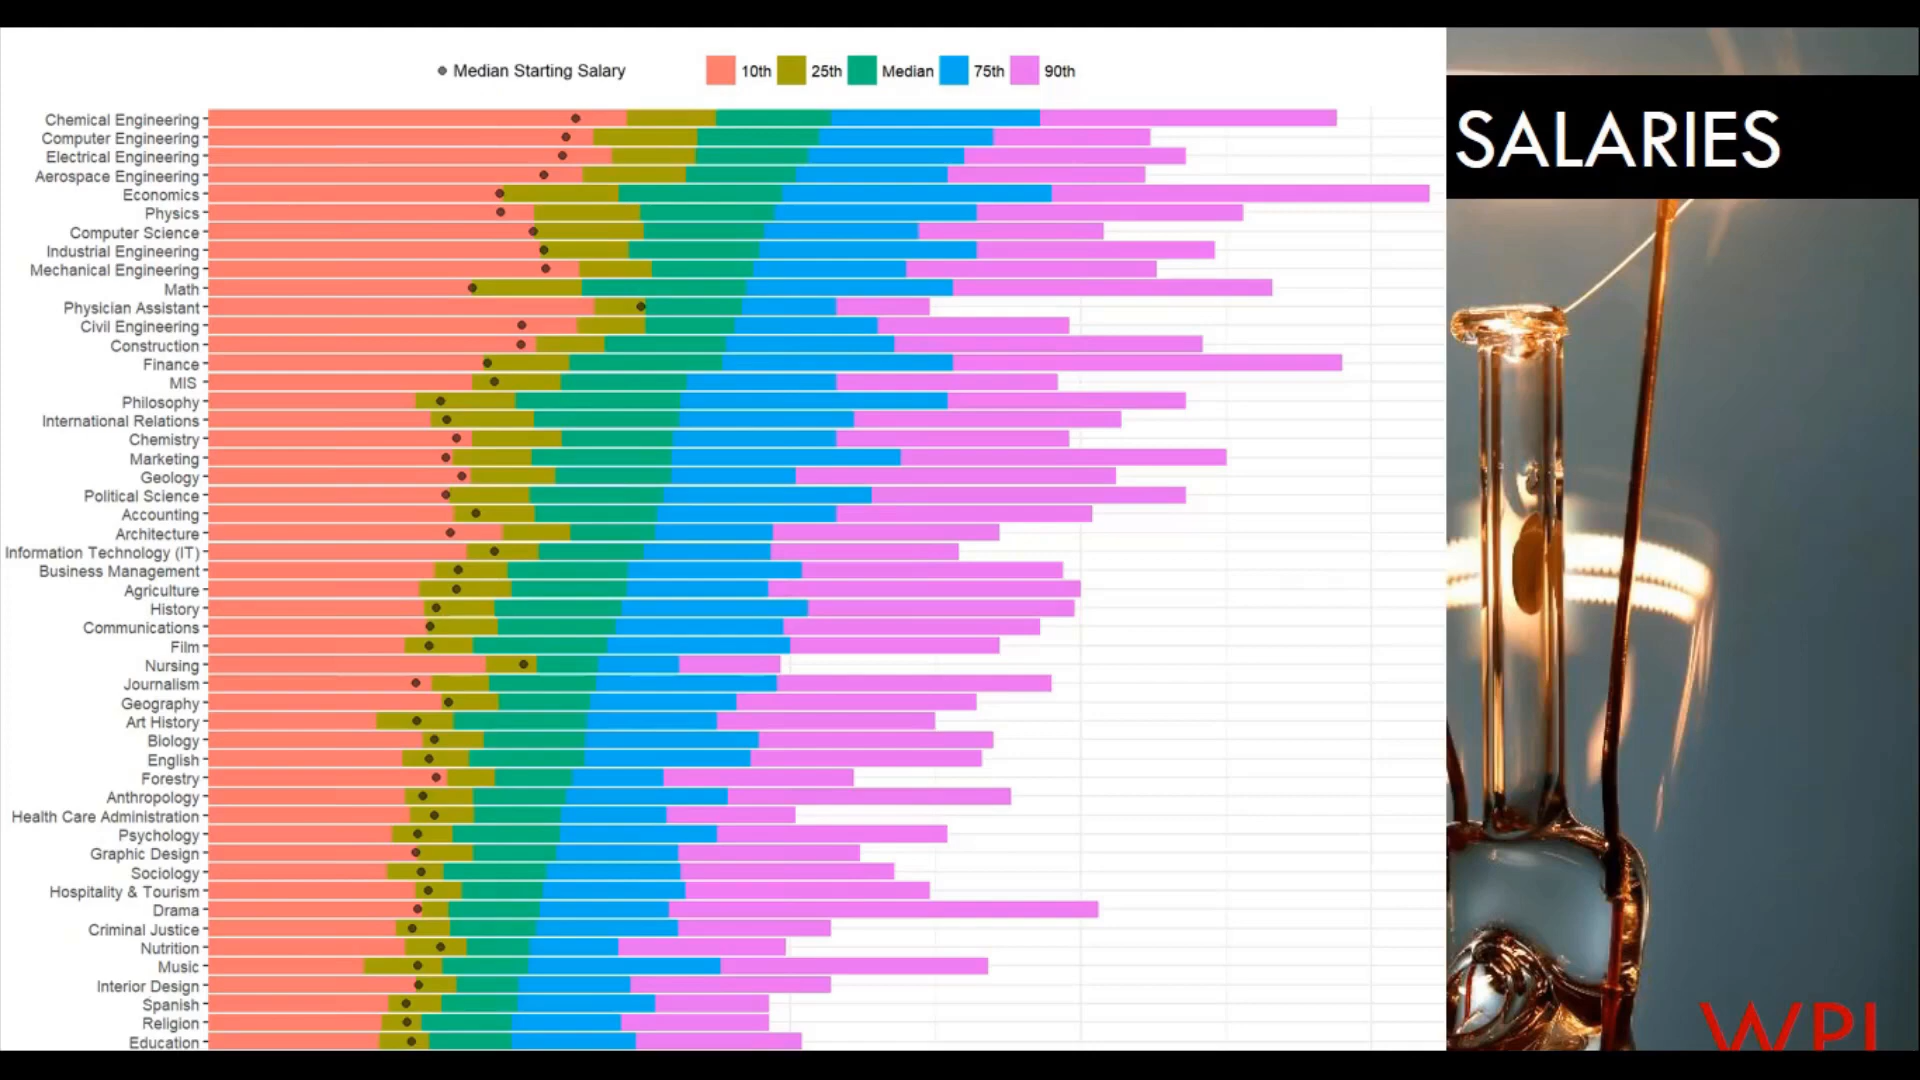 Median Starting Salary
10th
25th
Median
75th
90th
SALARIES
Chemical Engineering
Computer Engineering
Electrical Engineering
Aerospace Engineering
Economics
Physics
Computer Science
Industrial Engineering
Mechanical Engineering
Math
Physician Assistant
Civil Engineering
Construction
Finance
MIS
Philosophy
International Relations
Chemistry
Marketing
Geology
Political Science
Accounting
Architecture
Information Technology (IT)
Business Management
Agriculture
History
Communications
Film
Nursing
Journalism
Geography
Art History
Biology
English
Forestry
Anthropology
Health Care Administration
Psychology
Graphic Design
Sociology
Hospitality & Tourism
Drama
Criminal Justice
Nutrition
Music
Interior Design
Spanish
Religion
Education
WPI